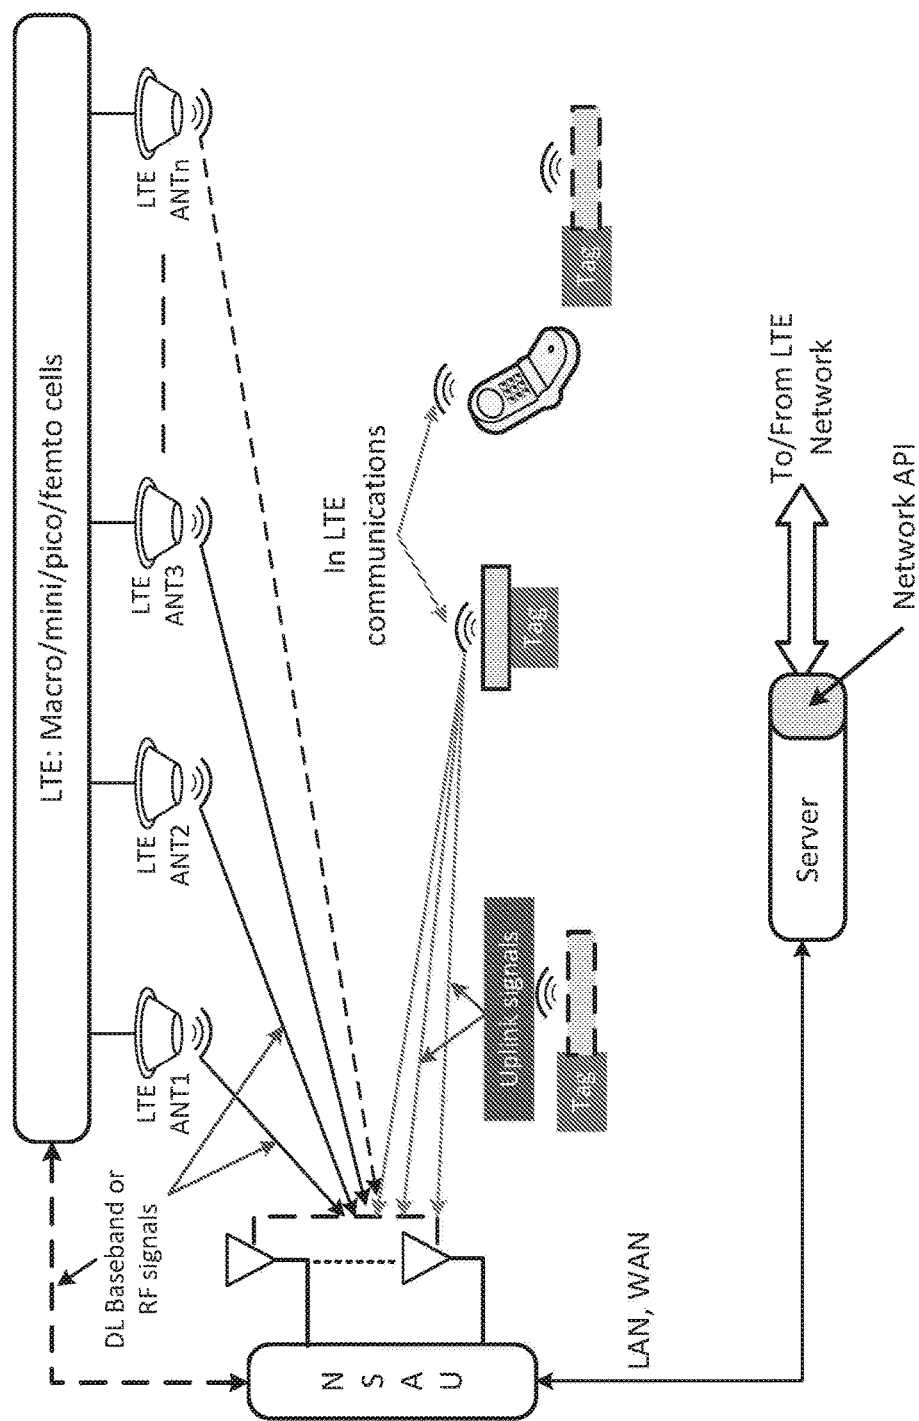 LTE: Macro/mini/pico/femto cells
LTE
ANT1
LTE
ANT2
LTE
ANT3
LTE
ANTn
DL Baseband or
RF signals
N
S
A
U
In LTE
communications
Uplink signals
Tag
Tag
Tag
LAN, WAN
Server
To/From LTE
Network
Network API